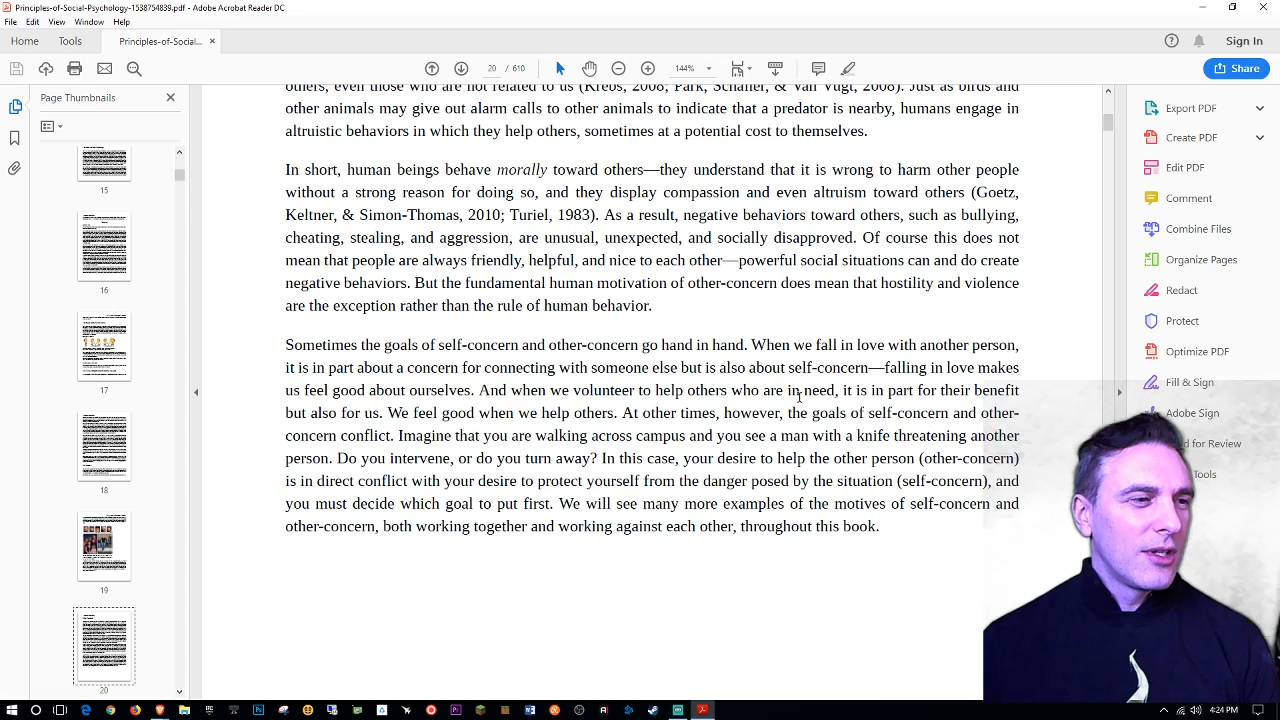 Principles-of-Social-Psychology-1538754839.pdf - Adobe Acrobat Reader DC
File Edit View Window Help
Home Tools Principles-of-Social... × Sign In
20 / 610 144% Share
Page Thumbnails
15
16
17
18
19
20
others, even those who are not related to us (Krebs, 2008; Park, Schaller, & Van Vugt, 2008). Just as birds and
other animals may give out alarm calls to other animals to indicate that a predator is nearby, humans engage in
altruistic behaviors in which they help others, sometimes at a potential cost to themselves.
In short, human beings behave morally toward others—they understand that it is wrong to harm other people
without a strong reason for doing so, and they display compassion and even altruism toward others (Goetz,
Keltner, & Simon-Thomas, 2010; Turiel, 1983). As a result, negative behaviors toward others, such as bullying,
cheating, stealing, and aggression, are unusual, unexpected, and socially disapproved. Of course this does not
mean that people are always friendly, helpful, and nice to each other—powerful social situations can and do create
negative behaviors. But the fundamental human motivation of other-concern does mean that hostility and violence
are the exception rather than the rule of human behavior.
Sometimes the goals of self-concern and other-concern go hand in hand. When we fall in love with another person,
it is in part about a concern for connecting with someone else but is also about self-concern—falling in love makes
us feel good about ourselves. And when we volunteer to help others who are in need, it is in part for their benefit
but also for us. We feel good when we help others. At other times, however, the goals of self-concern and other-
concern conflict. Imagine that you are walking across campus and you see a man with a knife threatening another
person. Do you intervene, or do you turn away? In this case, your desire to help the other person (other-concern)
is in direct conflict with your desire to protect yourself from the danger posed by the situation (self-concern), and
you must decide which goal to put first. We will see many more examples of the motives of self-concern and
other-concern, both working together and working against each other, throughout this book.
Export PDF
Create PDF
Edit PDF
Comment
Combine Files
Organize Pages
Redact
Protect
Optimize PDF
Fill & Sign
Adobe Sign
for Review
Tools
4:24 PM